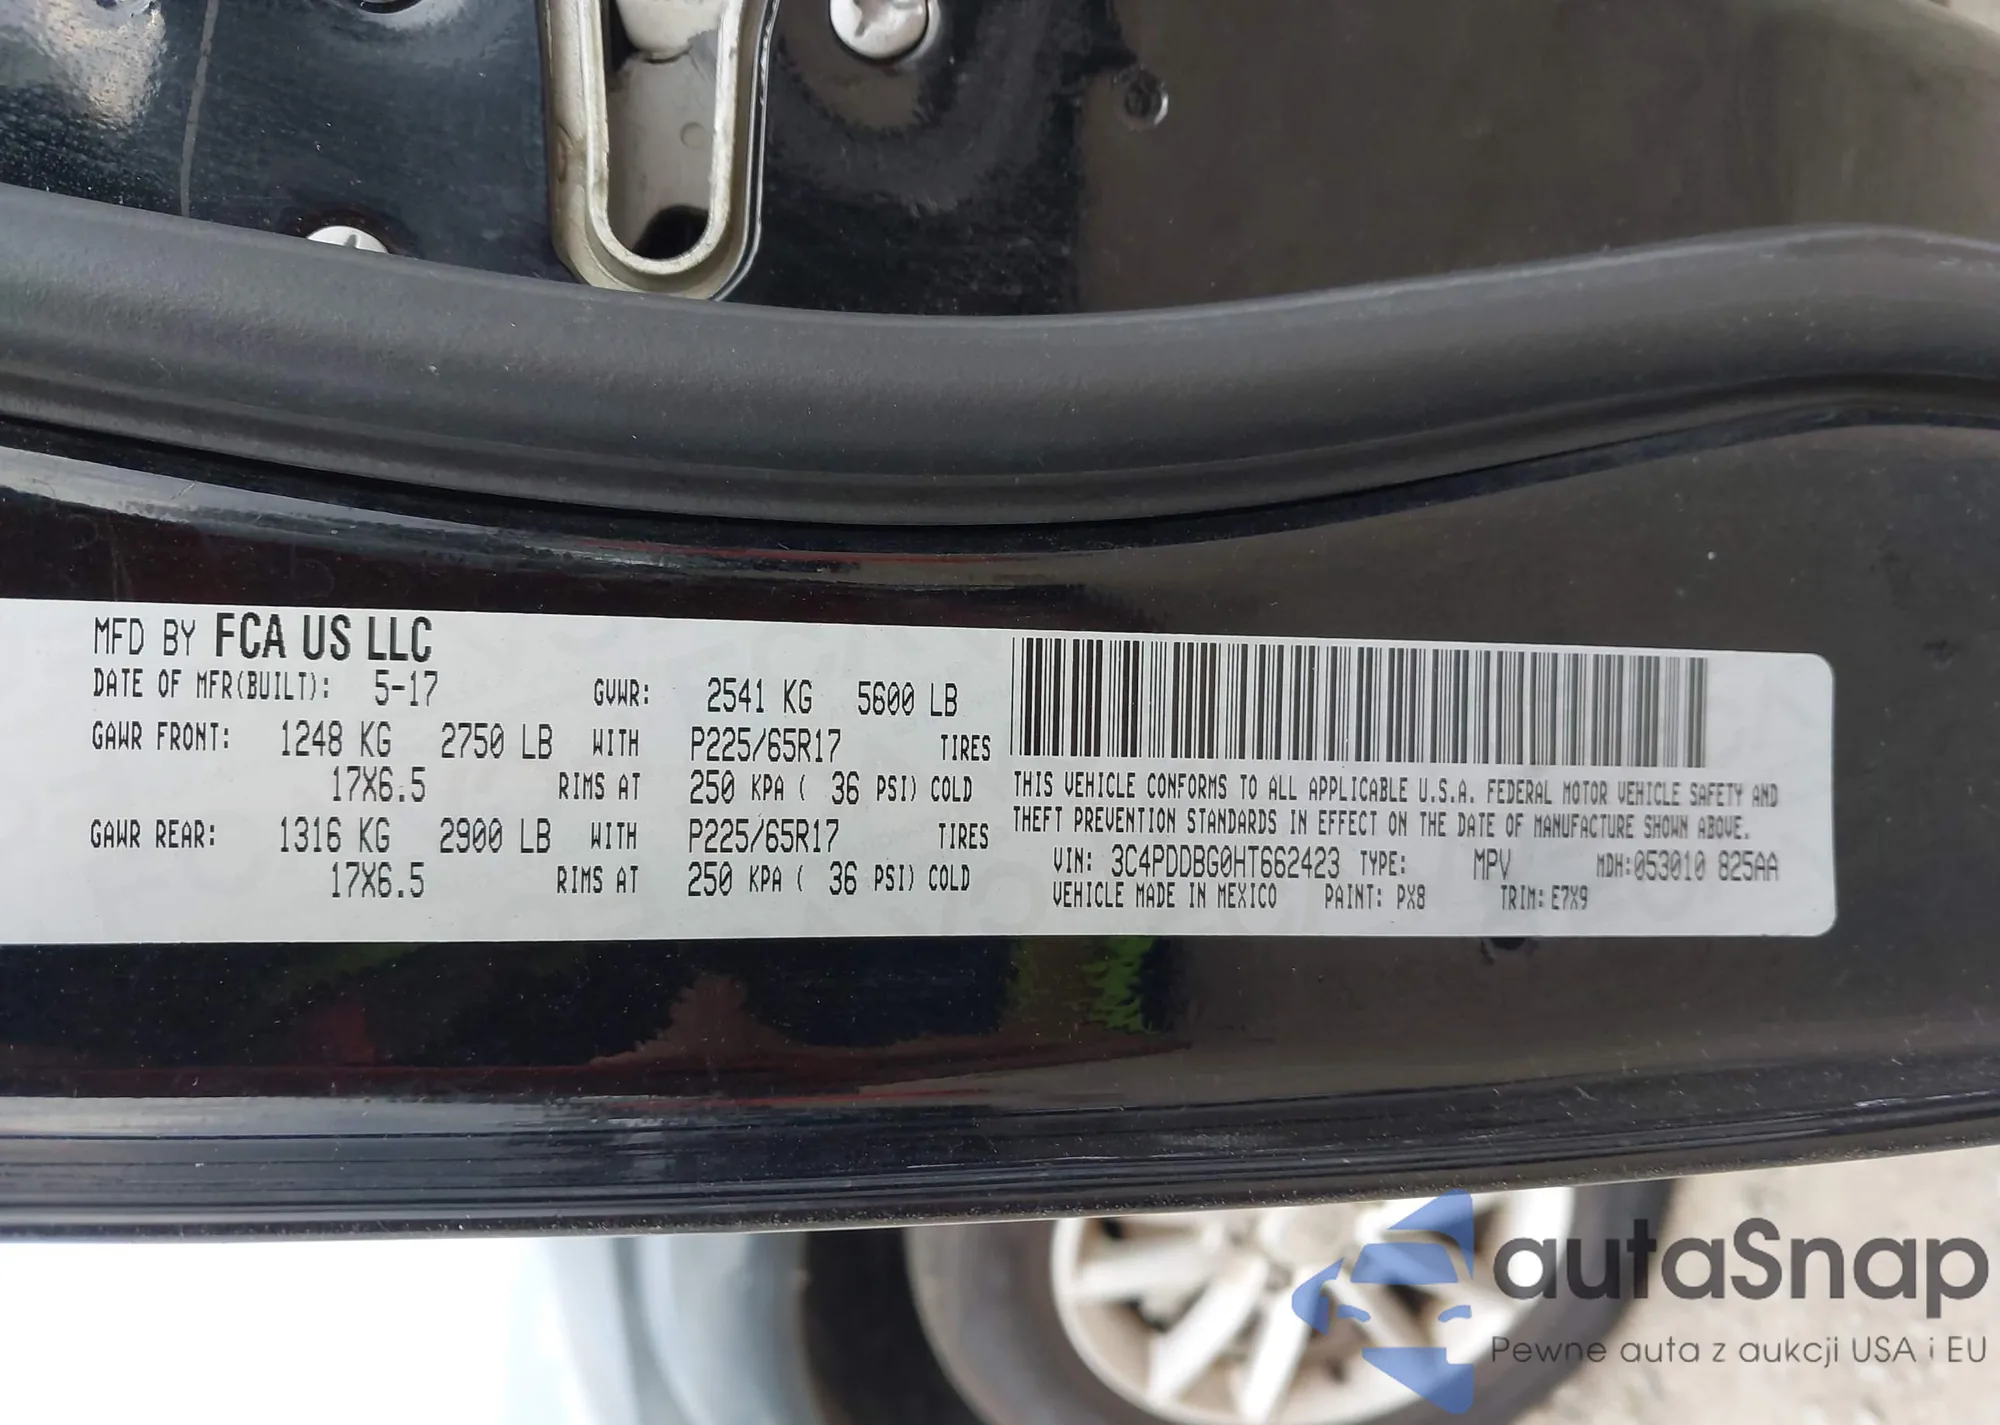 MFD BY FCA US LLC
DATE OF MFR(BUILT): 5-17 GVWR: 2541 KG 5600 LB
GAWR FRONT: 1248 KG 2750 LB WITH P225/65R17 TIRES
17X6.5 RIMS AT 250 KPA ( 36 PSI) COLD
GAWR REAR: 1316 KG 2900 LB WITH P225/65R17 TIRES
17X6.5 RIMS AT 250 KPA ( 36 PSI) COLD
THIS VEHICLE CONFORMS TO ALL APPLICABLE U.S.A. FEDERAL MOTOR VEHICLE SAFETY AND
THEFT PREVENTION STANDARDS IN EFFECT ON THE DATE OF MANUFACTURE SHOWN ABOVE.
VIN: 3C4PDDBG0HT662423 TYPE: MPV MDH:053010 825AA
VEHICLE MADE IN MEXICO PAINT: PX8 TRIM: E7X9
autaSnap
Pewne auta z aukcji USA i EU